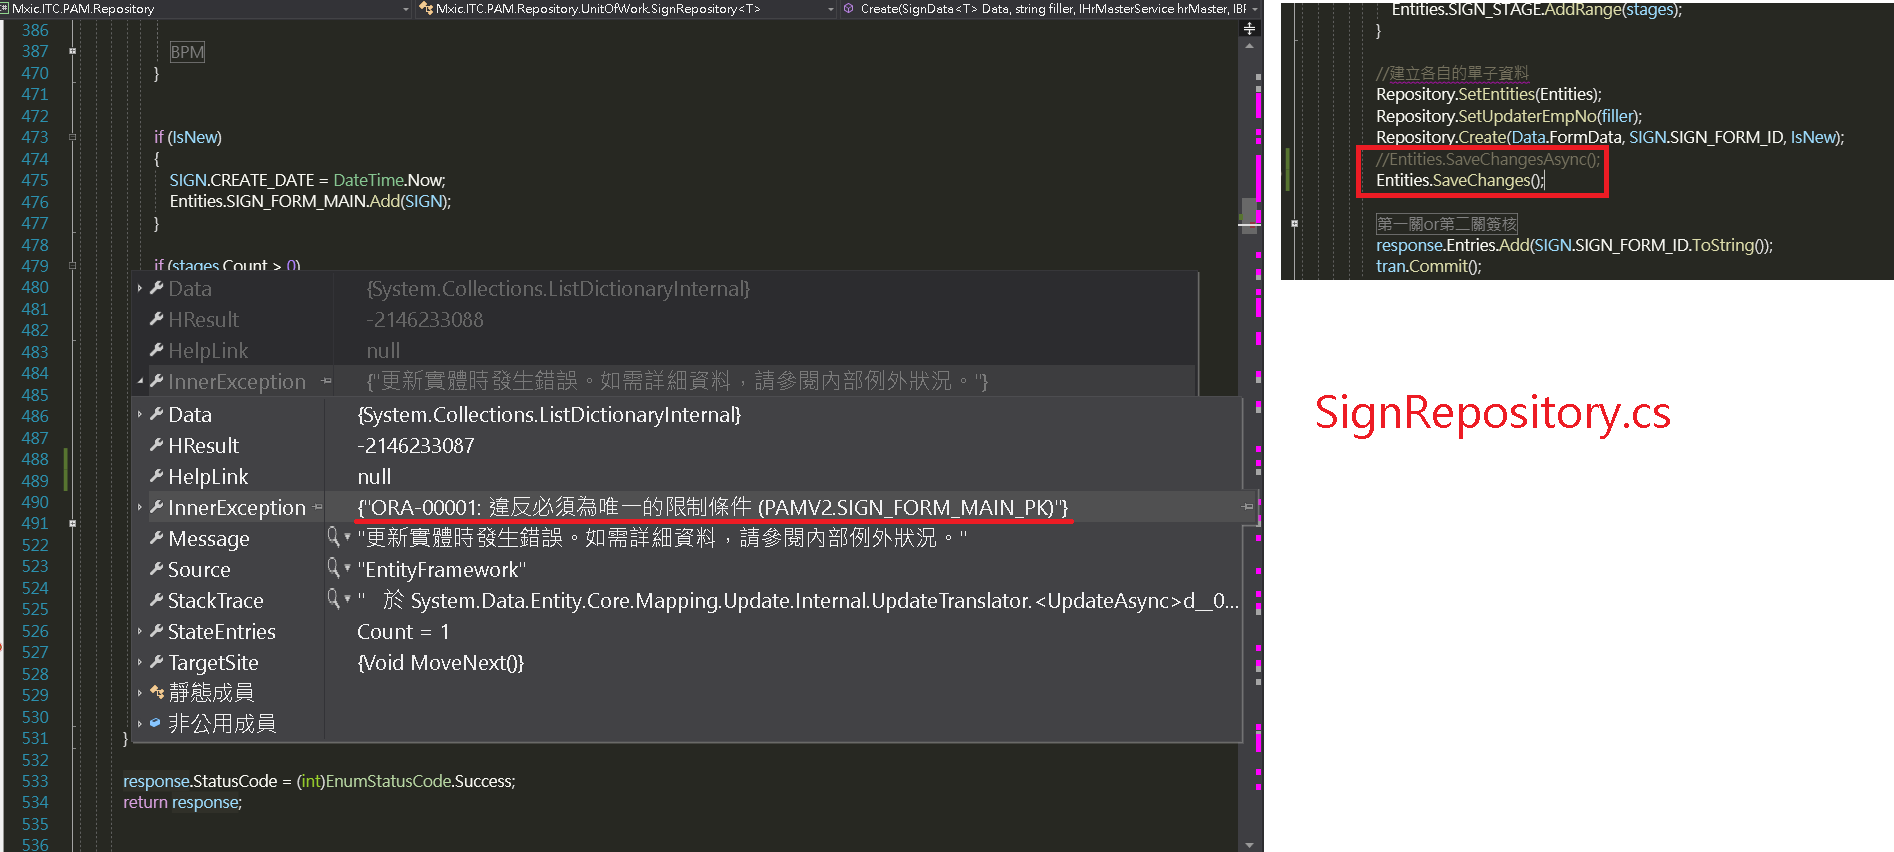 Mxic.ITC.PAM.Repository
Mxic.ITC.PAM.Repository.UnitOfWork.SignRepository<T>
Create(SignData<T> Data, string filler, IHrMasterService hrMaster, IBF
386
387 BPM
470 }
471
472
473 if (IsNew)
474 {
475 SIGN.CREATE_DATE = DateTime.Now;
476 Entities.SIGN_FORM_MAIN.Add(SIGN);
477 }
478
479 if (stages.Count > 0)
480
481
482
483
484
485
486
487
488
489
490
491
522
523
524
525
526
527
528
529
530
531 }
532
533 response.StatusCode = (int)EnumStatusCode.Success;
534 return response;
535
536
Data {System.Collections.ListDictionaryInternal}
HResult -2146233088
HelpLink null
InnerException {"更新實體時發生錯誤。如需詳細資料，請參閱內部例外狀況。"}
Data {System.Collections.ListDictionaryInternal}
HResult -2146233087
HelpLink null
InnerException {"ORA-00001: 違反必須為唯一的限制條件 (PAMV2.SIGN_FORM_MAIN_PK)"}
Message "更新實體時發生錯誤。如需詳細資料，請參閱內部例外狀況。"
Source "EntityFramework"
StackTrace "   於 System.Data.Entity.Core.Mapping.Update.Internal.UpdateTranslator.<UpdateAsync>d__0...
StateEntries Count = 1
TargetSite {Void MoveNext()}
靜態成員
非公用成員
Entities.SIGN_STAGE.AddRange(stages);
}
//建立各自的單子資料
Repository.SetEntities(Entities);
Repository.SetUpdaterEmpNo(filler);
Repository.Create(Data.FormData, SIGN.SIGN_FORM_ID, IsNew);
//Entities.SaveChangesAsync();
Entities.SaveChanges();
第一關or第二關簽核
response.Entries.Add(SIGN.SIGN_FORM_ID.ToString());
tran.Commit();
SignRepository.cs